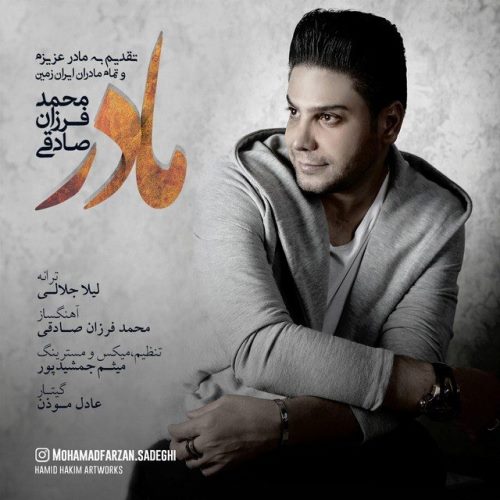 تقدیم به مادر عزیزم
و تمام مادران ایران زمین
محمد
فرزان
صادقی
مادر
ترانه
لیلا جلالی
آهنگساز
محمد فرزان صادقی
تنظیم،میکس و مسترینگ
میثم جمشیدپور
گیتار
عادل موذن
MOHAMADFARZAN.SADEGHI
HAMID HAKIM ARTWORKS